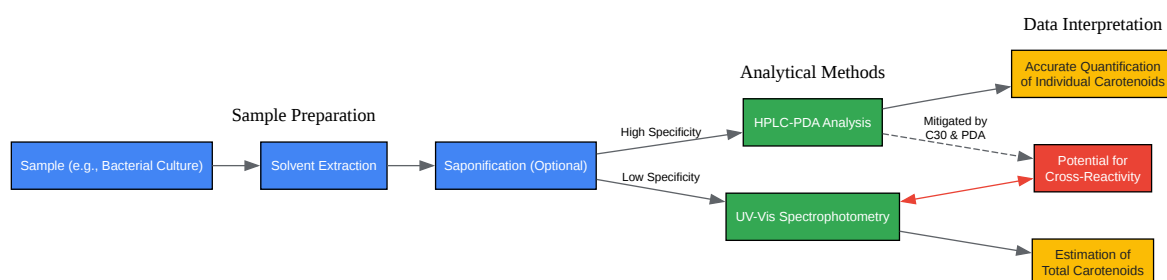 Data Interpretation
Accurate Quantification
of Individual Carotenoids
Analytical Methods
HPLC-PDA Analysis
Mitigated by
C30 & PDA
Sample Preparation
High Specificity
Sample (e.g., Bacterial Culture)
Solvent Extraction
Saponification (Optional)
Potential for
Cross-Reactivity
Low Specificity
UV-Vis Spectrophotometry
Estimation of
Total Carotenoids